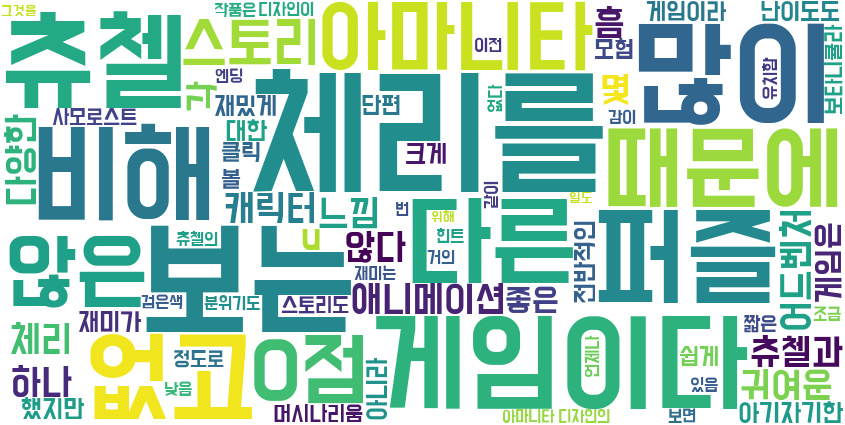 그것을
작품은 디자인이
게임이라
난이도도
츄첼
스토리
아마니타
흠
이전
모험
많이
유치함
보타니쿨라
엔딩
각
재밌게
단편
없다
몇
감이
사모로스트
대한
다양한
비해
체리를
때문에
클릭
크게
볼
캐릭터
느낌
번
같이
일도
위해
않은
츄첼의
보는
u
않다
힌트
거의
다른
퍼즐
전반적인
어드벤처
게임은
재미는
검은색
분위기도
스토리도
애니메이션
좋은
재미가
체리
없고
0점
게임이다
짧은
조금
정도로
언제나
쉽게
츄첼과
하나
낮음
아니라
있음
귀여운
했지만
머시나리움
아마니타 디자인의
보면
아기자기한